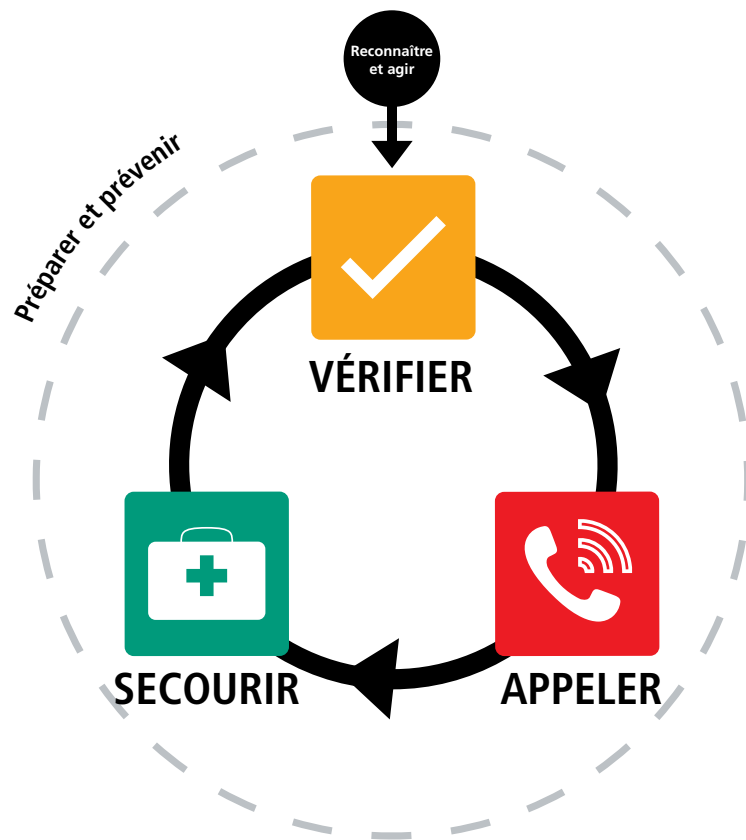 Reconnaître
et agir
Préparer et prévenir
VÉRIFIER
SECOURIR
APPELER